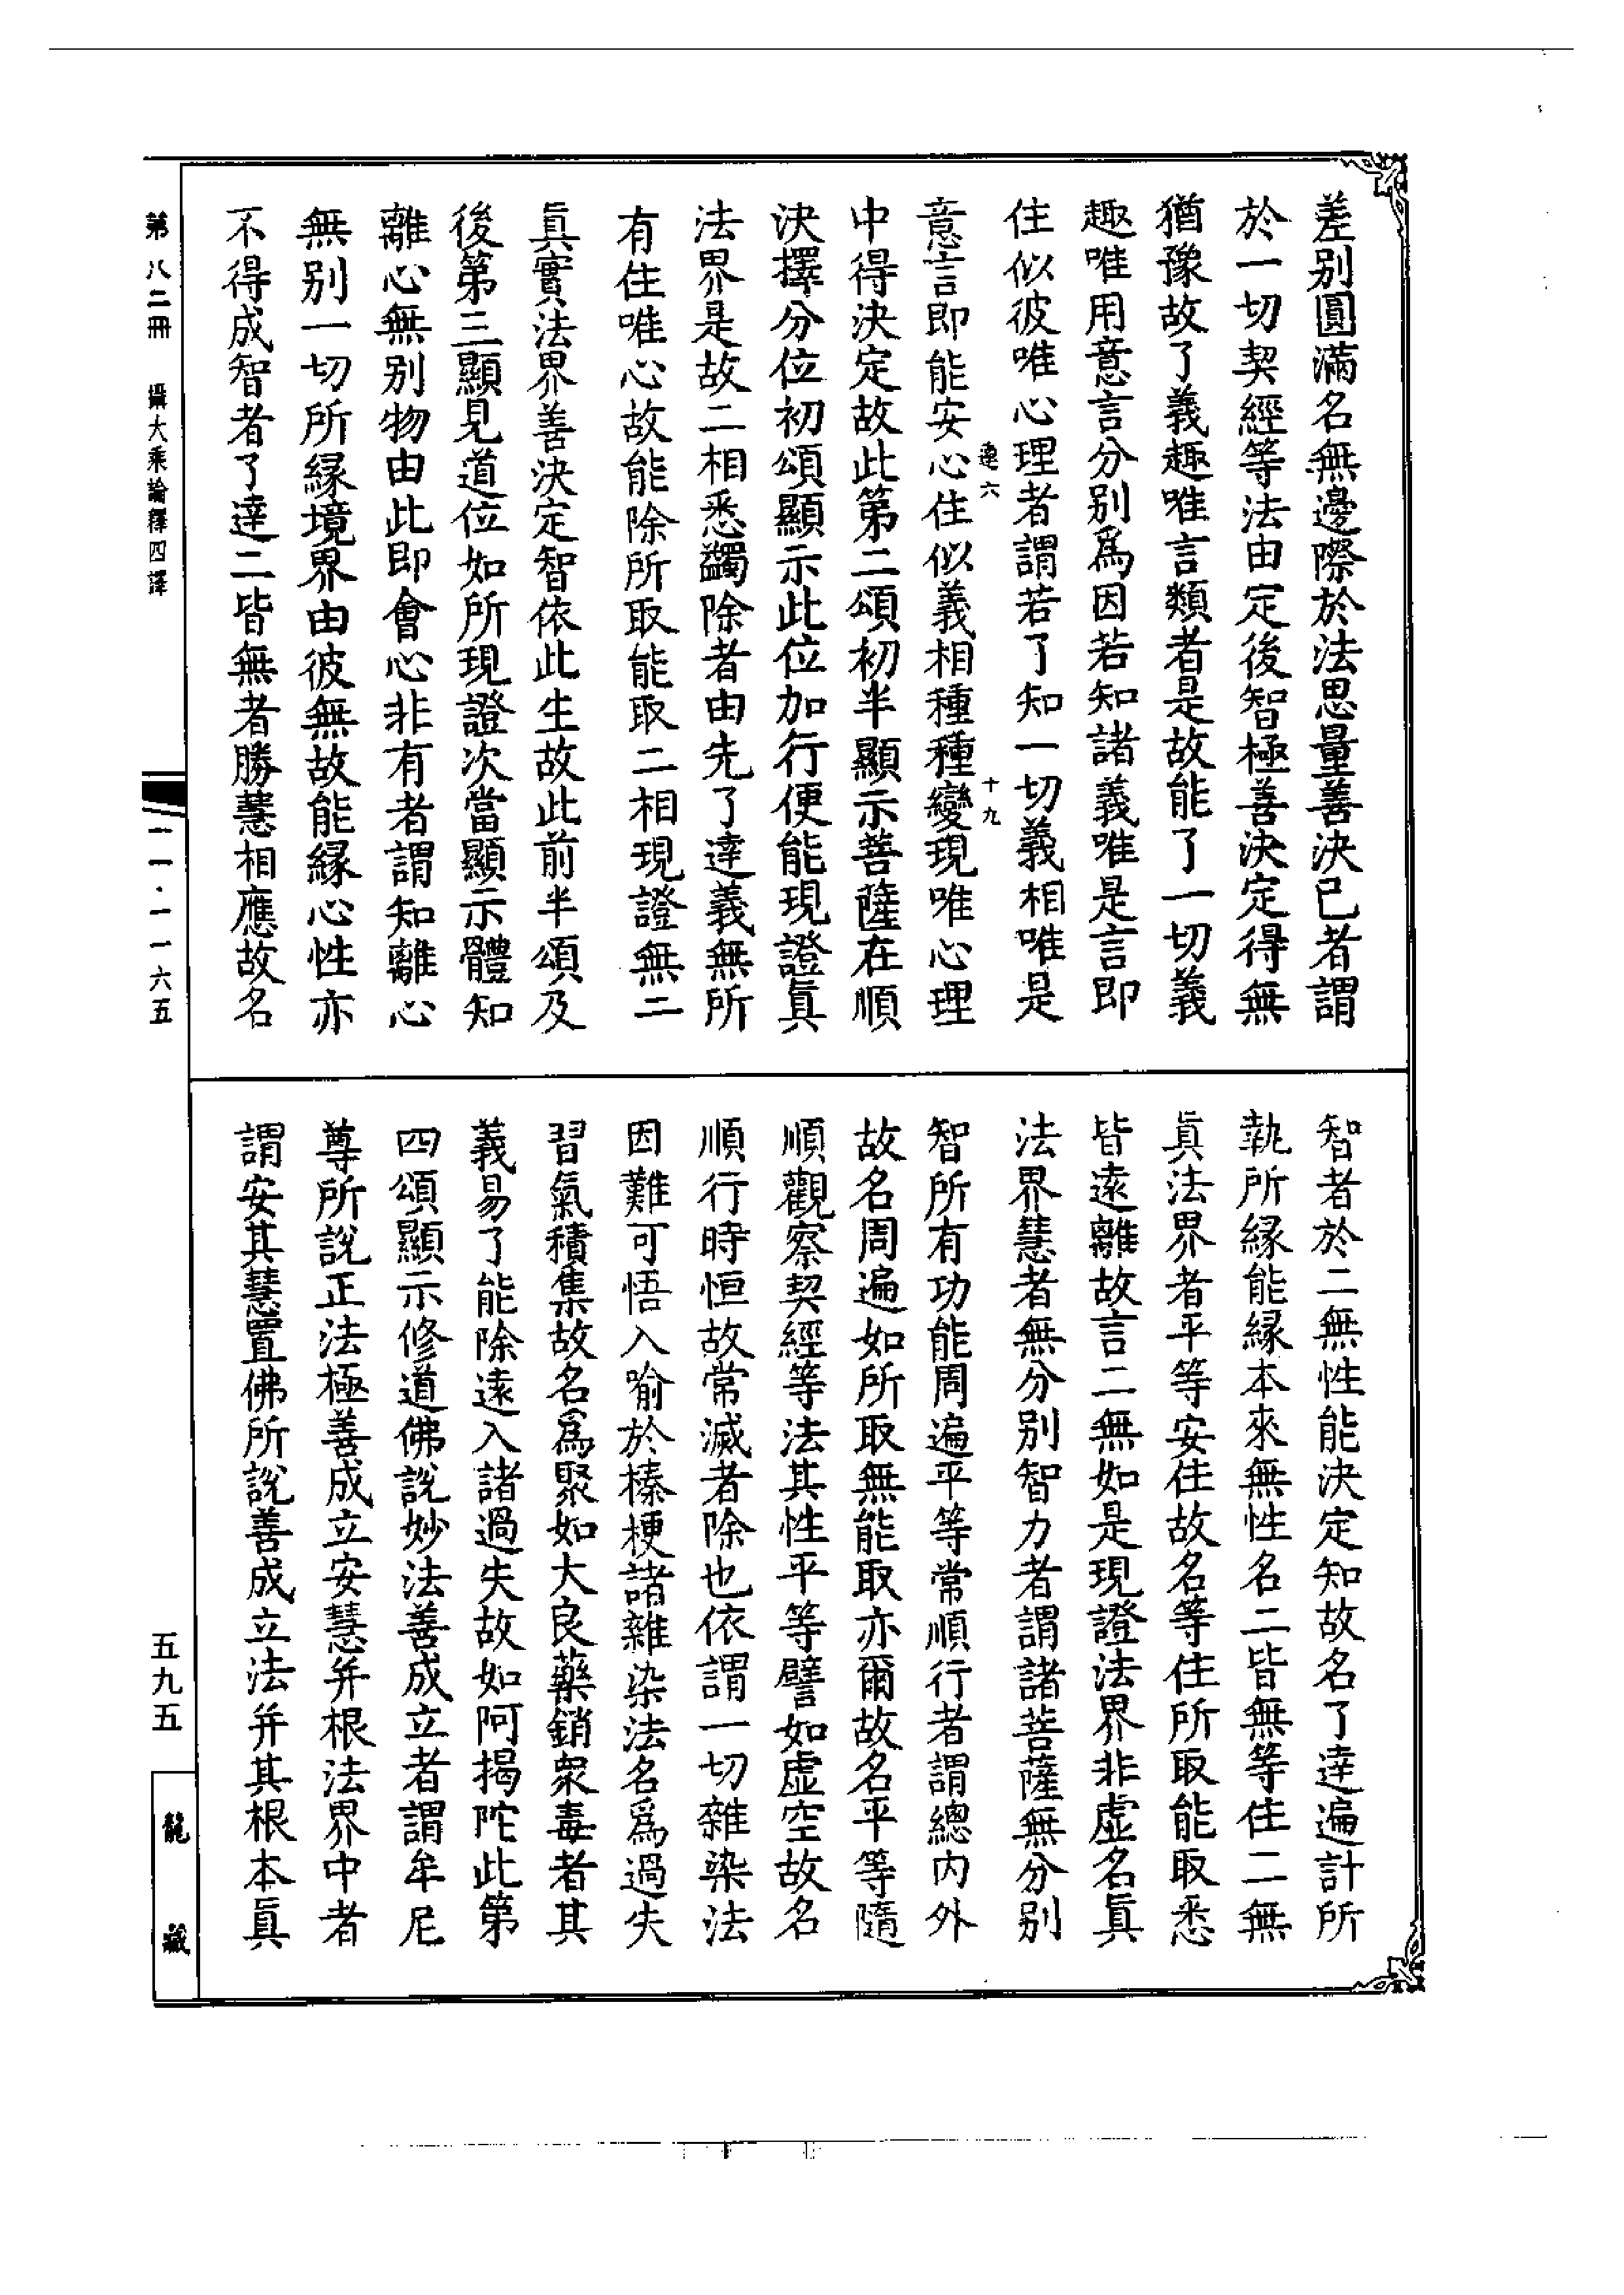 差别圓滿名無邊際於法思量善決已者謂
於一切契經等法由定後智極善決定得無
猶豫故了義趣唯言類者是故能了一切義
趣唯用意言分别爲因若知諸義唯是言即
住似彼唯心理者謂若了知一切義相唯是
遼六
十九
意言即能安心住似義相種種變現唯心理
中得決定故此第二頌初半顯示菩薩在順
決擇分位初頌顯示此位加行便能現證眞
法界是故二相悉蠲除者由先了達義無所
有住唯心故能除所取能取二相現證無二
眞實法界善決定智依此生故此前半頌及
後第三顯見道位如所現證次當顯示體知
離心無别物由此即會心非有者謂知離心
無别一切所緣境界由彼無故能緣心性亦
不得成智者了達二皆無者勝慧相應故名
智者於二無性能決定知故名了達遍計所
執所緣能緣本來無性名二皆無等住二無
眞法界者平等安住故名等住所取能取悉
皆遠離故言二無如是現證法界非虛名眞
法界慧者無分别智力者謂諸菩薩無分别
智所有功能周遍平等常順行者謂總内外
故名周遍如所取無能取亦爾故名平等隨
順觀察契經等法其性平等譬如虛空故名
順行時恒故常滅者除也依謂一切雜染法
因難可悟入喻於榛梗諸雜染法名爲過失
習氣積集故名爲聚如大良藥銷衆毒者其
義易了能除遠入諸過失故如阿揭陀此第
四頌顯示修道佛說妙法善成立者謂牟尼
尊所說正法極善成立安慧并根法界中者
謂安其慧置佛所說善成立法并其根本眞
第八二冊　攝大乘論釋四譯
一一·一一六五
五九五
龍藏